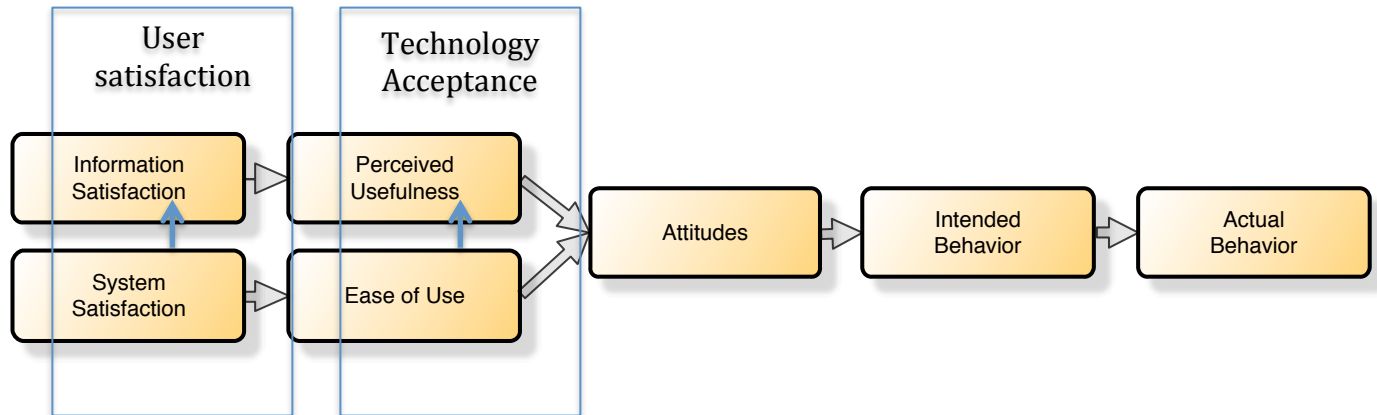 User
satisfaction
Technology
Acceptance
Information
Satisfaction
Perceived
Usefulness
System
Satisfaction
Ease of Use
Attitudes
Intended
Behavior
Actual
Behavior